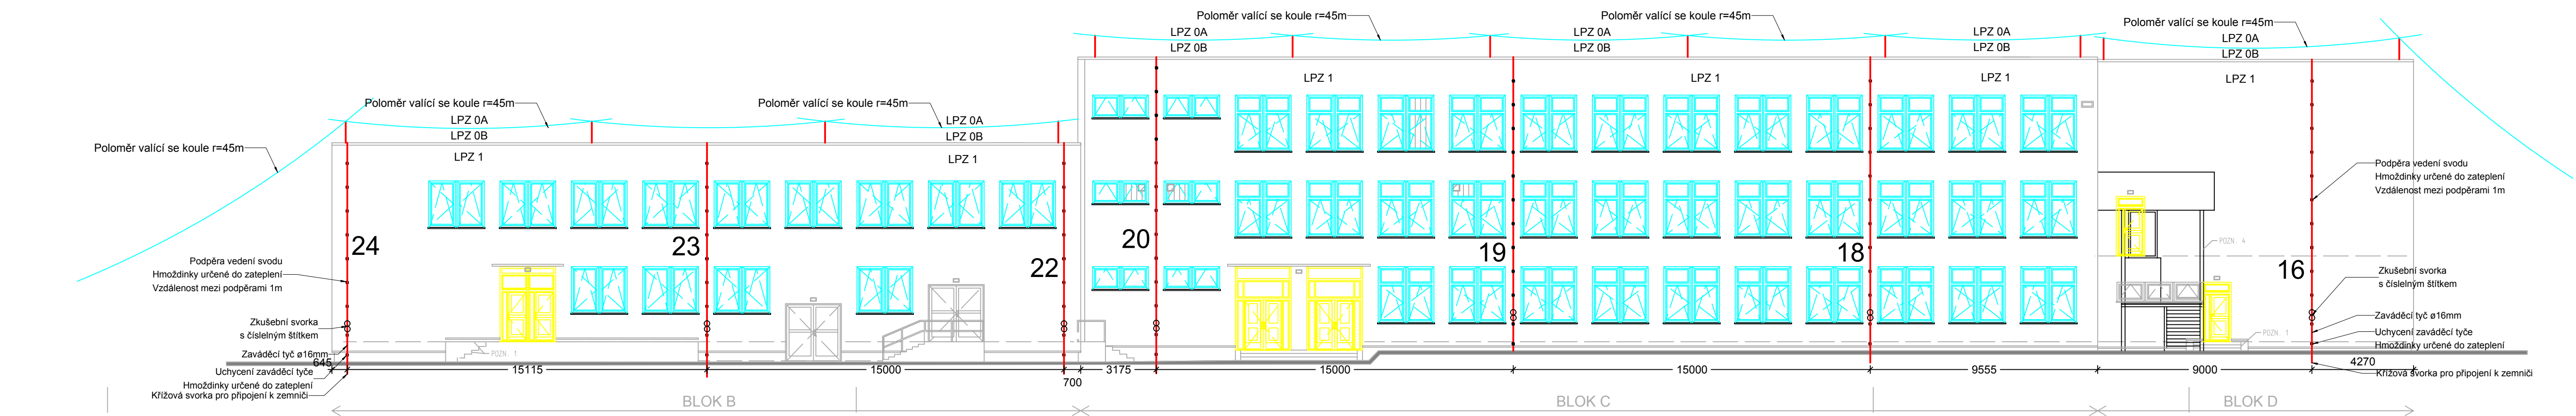 Poloměr valící se koule r=45m
Poloměr valící se koule r=45m
Poloměr valící se koule r=45m
LPZ 0A
LPZ 0B
LPZ 0A
LPZ 0B
LPZ 0A
LPZ 0B
LPZ 0A
LPZ 0B
LPZ 1
LPZ 1
LPZ 1
LPZ 1
Poloměr valící se koule r=45m
Poloměr valící se koule r=45m
LPZ 0A
LPZ 0B
LPZ 0A
LPZ 0B
Poloměr valící se koule r=45m
LPZ 1
LPZ 1
Podpěra vedení svodu
Hmoždinky určené do zateplení
Vzdálenost mezi podpěrami 1m
24
23
22
20
19
18
16
POZN. 4
Podpěra vedení svodu
Hmoždinky určené do zateplení
Vzdálenost mezi podpěrami 1m
Zkušební svorka
s číslelným štítkem
Zkušební svorka
s číslelným štítkem
Zaváděcí tyč ø16mm
Uchycení zaváděcí tyče
Hmoždinky určené do zateplení
POZN. 1
POZN. 1
Zaváděcí tyč ø16mm
645
Uchycení zaváděcí tyče
Hmoždinky určené do zateplení
Křížová svorka pro připojení k zemniči
15115
15000
700
3175
15000
15000
9555
9000
4270
Křížová svorka pro připojení k zemniči
BLOK B
BLOK C
BLOK D